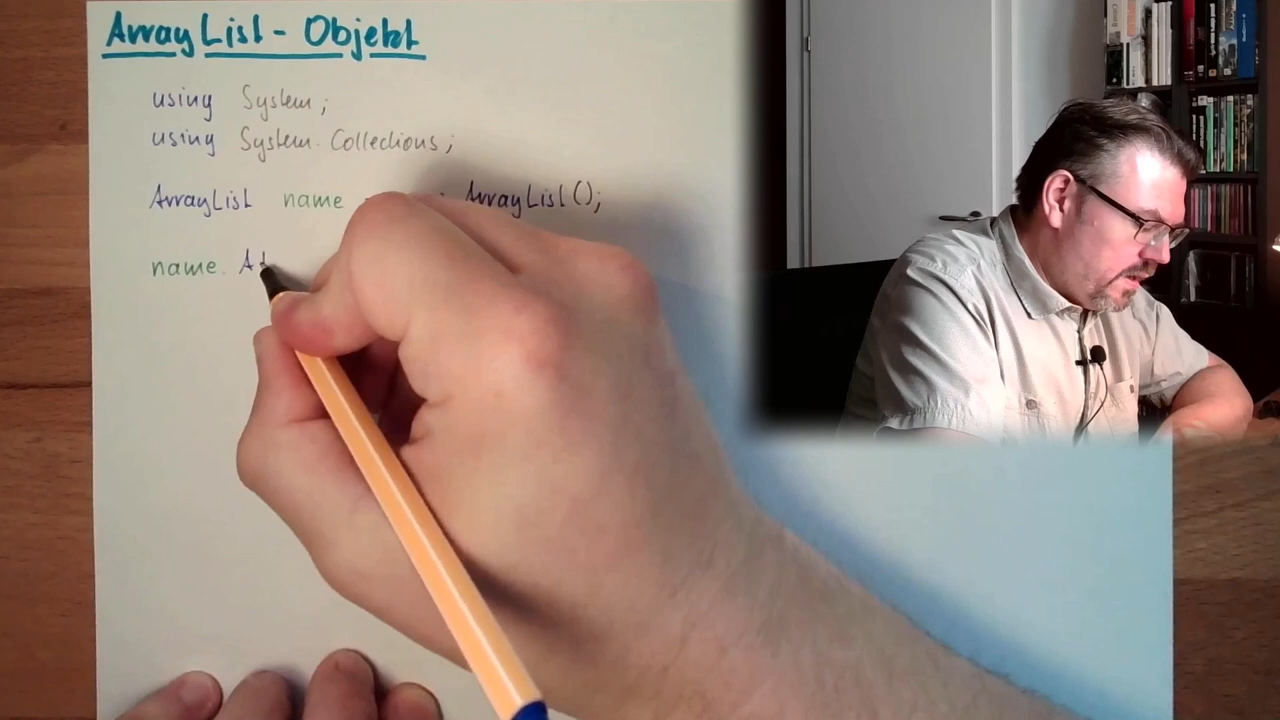 ArrayList - Objekt
using System;
using System.Collections;
ArrayList name ArrayList();
name. A